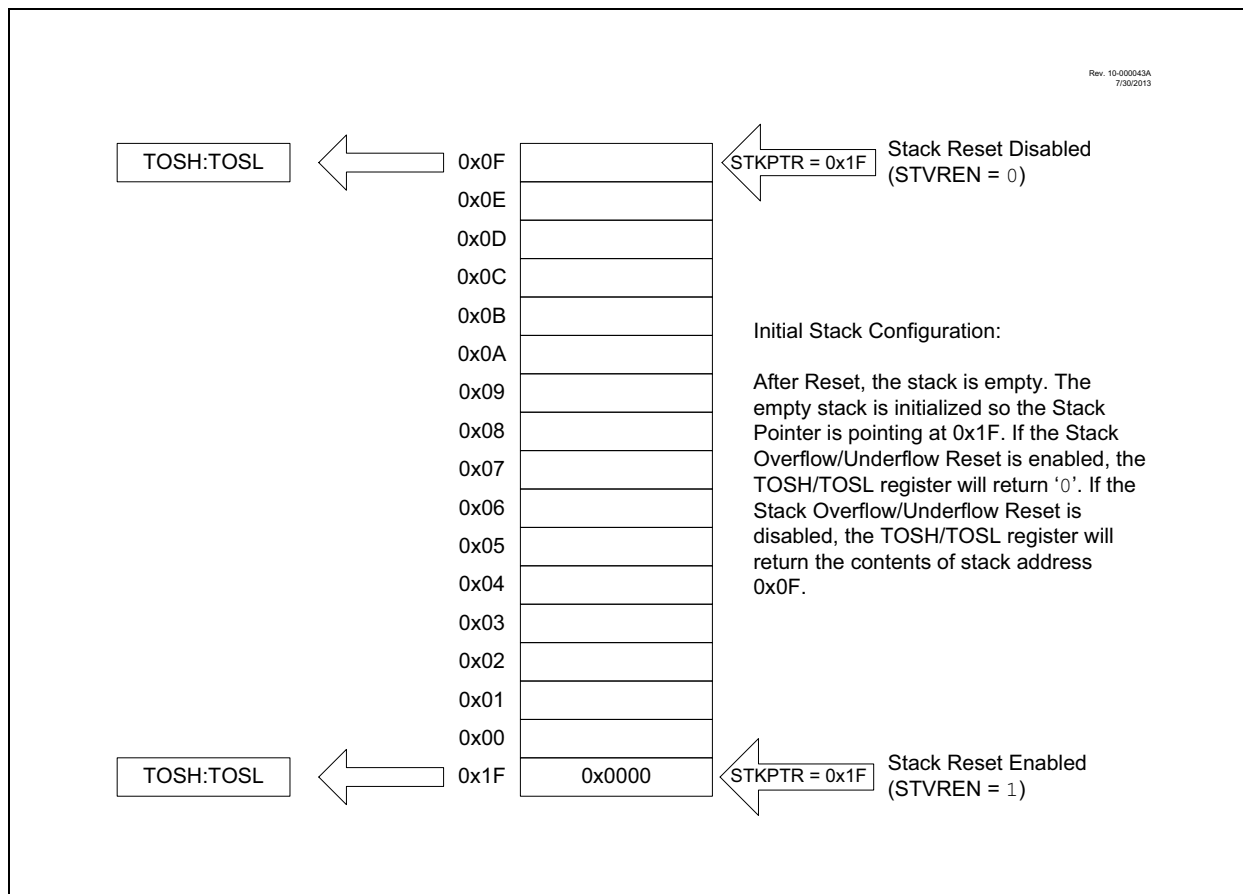 Rev. 10-000043A
7/30/2013
TOSH:TOSL
0x0F
STKPTR = 0x1F
Stack Reset Disabled
(STVREN = 0)
0x0E
0x0D
0x0C
0x0B
0x0A
0x09
0x08
0x07
0x06
0x05
0x04
0x03
0x02
0x01
0x00
Initial Stack Configuration:
After Reset, the stack is empty. The
empty stack is initialized so the Stack
Pointer is pointing at 0x1F. If the Stack
Overflow/Underflow Reset is enabled, the
TOSH/TOSL register will return ‘0’. If the
Stack Overflow/Underflow Reset is
disabled, the TOSH/TOSL register will
return the contents of stack address
0x0F.
TOSH:TOSL
0x1F
0x0000
STKPTR = 0x1F
Stack Reset Enabled
(STVREN = 1)